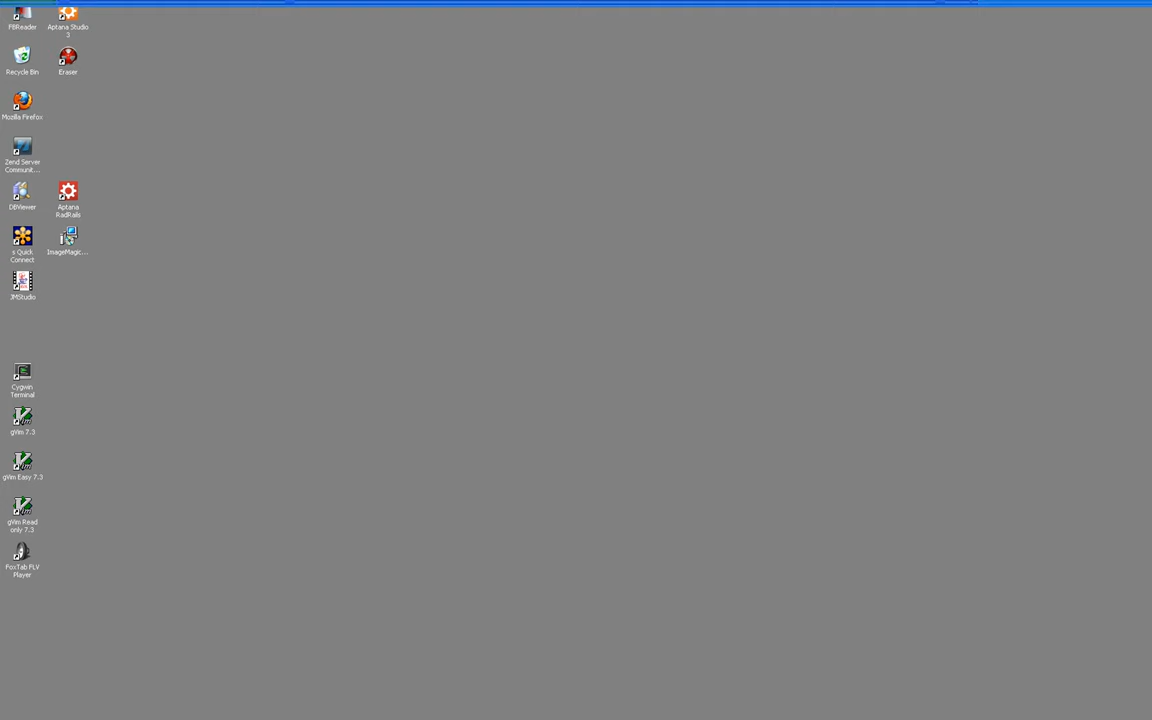 FBReader
Aptana Studio
3
Recycle Bin
Eraser
Mozilla Firefox
Zend Server
Communit...
DBViewer
Aptana
RadRails
s Quick
Connect
ImageMagic...
JMStudio
Cygwin
Terminal
gVim 7.3
gVim Easy 7.3
gVim Read
only 7.3
FoxTab FLV
Player